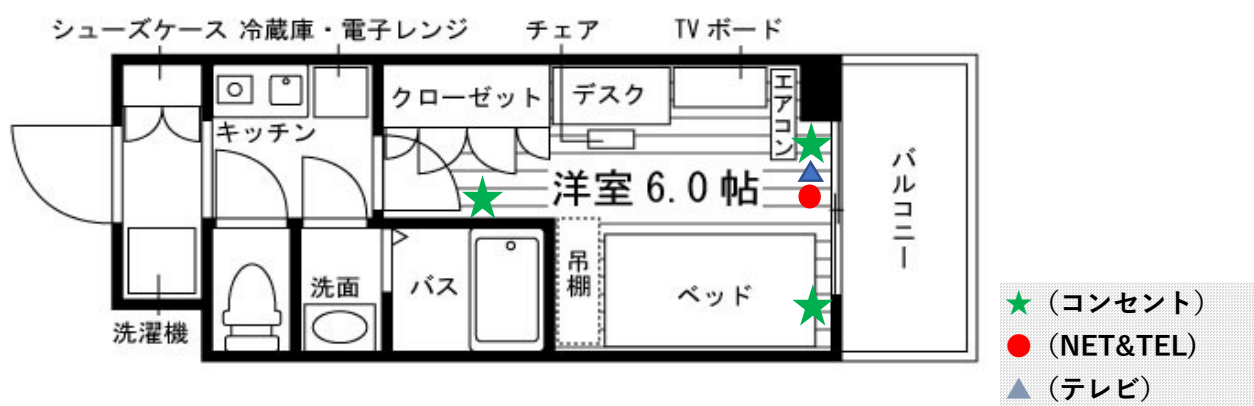 シューズケース
冷蔵庫・電子レンジ
チェア
TVボード
クローゼット
デスク
エアコン
キッチン
洋室6.0帖
バルコニー
吊棚
洗面
バス
ベッド
洗濯機
(コンセント)
(NET&TEL)
(テレビ)